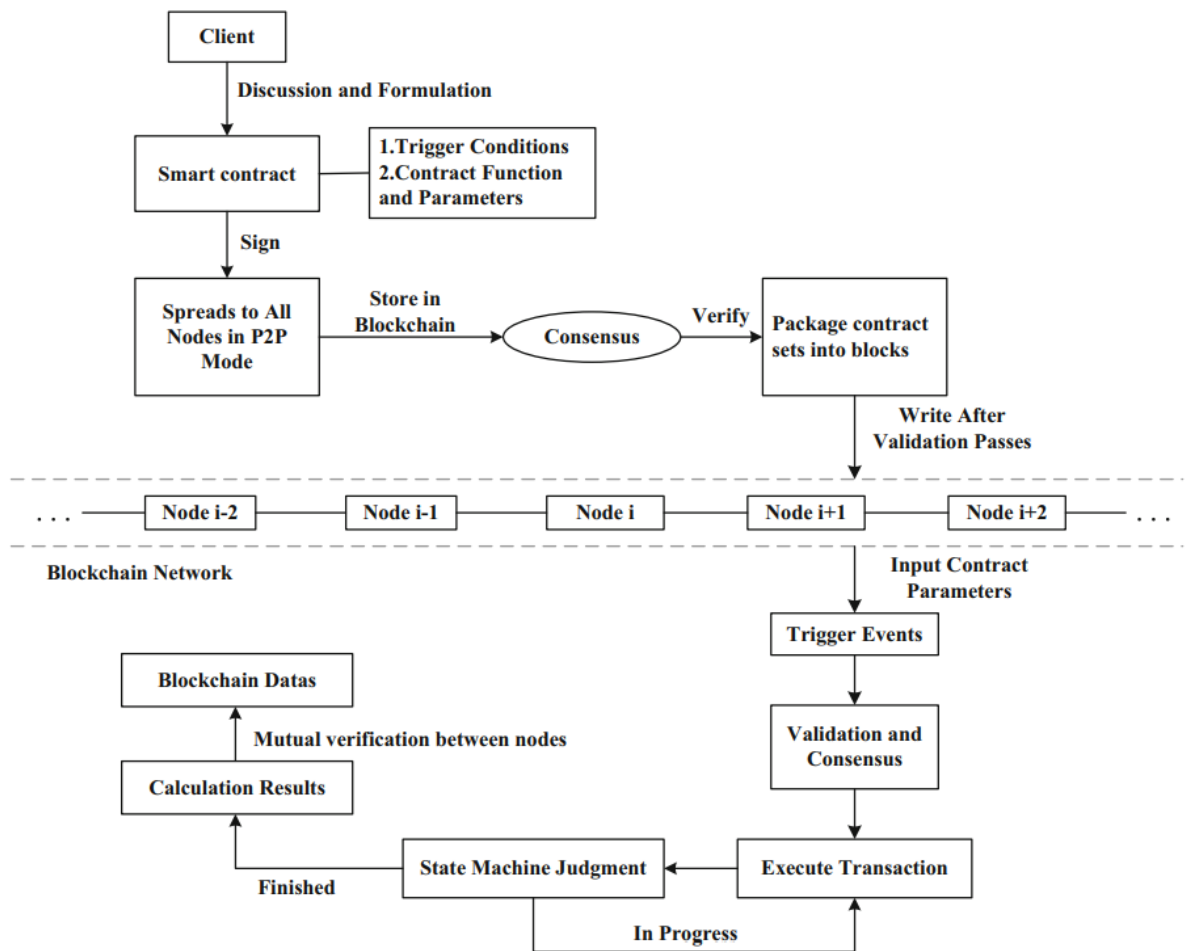 Client
Discussion and Formulation
Smart contract
1.Trigger Conditions
2.Contract Function
and Parameters
Sign
Spreads to All
Nodes in P2P
Mode
Store in
Blockchain
Consensus
Verify
Package contract
sets into blocks
Write After
Validation Passes
. . .
Node i-2
Node i-1
Node i
Node i+1
Node i+2
. . .
Blockchain Network
Input Contract
Parameters
Trigger Events
Validation and
Consensus
Execute Transaction
State Machine Judgment
In Progress
Finished
Calculation Results
Mutual verification between nodes
Blockchain Datas